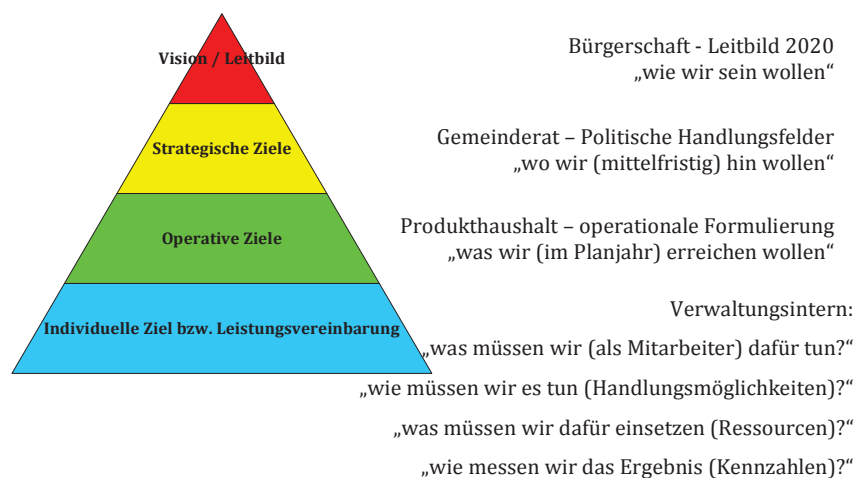 Vision / Leitbild
Bürgerschaft - Leitbild 2020
„wie wir sein wollen“
Strategische Ziele
Gemeinderat – Politische Handlungsfelder
„wo wir (mittelfristig) hin wollen“
Operative Ziele
Produkthaushalt – operationale Formulierung
„was wir (im Planjahr) erreichen wollen“
Individuelle Ziel bzw. Leistungsvereinbarung
Verwaltungsintern:
„was müssen wir (als Mitarbeiter) dafür tun?“
„wie müssen wir es tun (Handlungsmöglichkeiten)?“
„was müssen wir dafür einsetzen (Ressourcen)?“
„wie messen wir das Ergebnis (Kennzahlen)?“